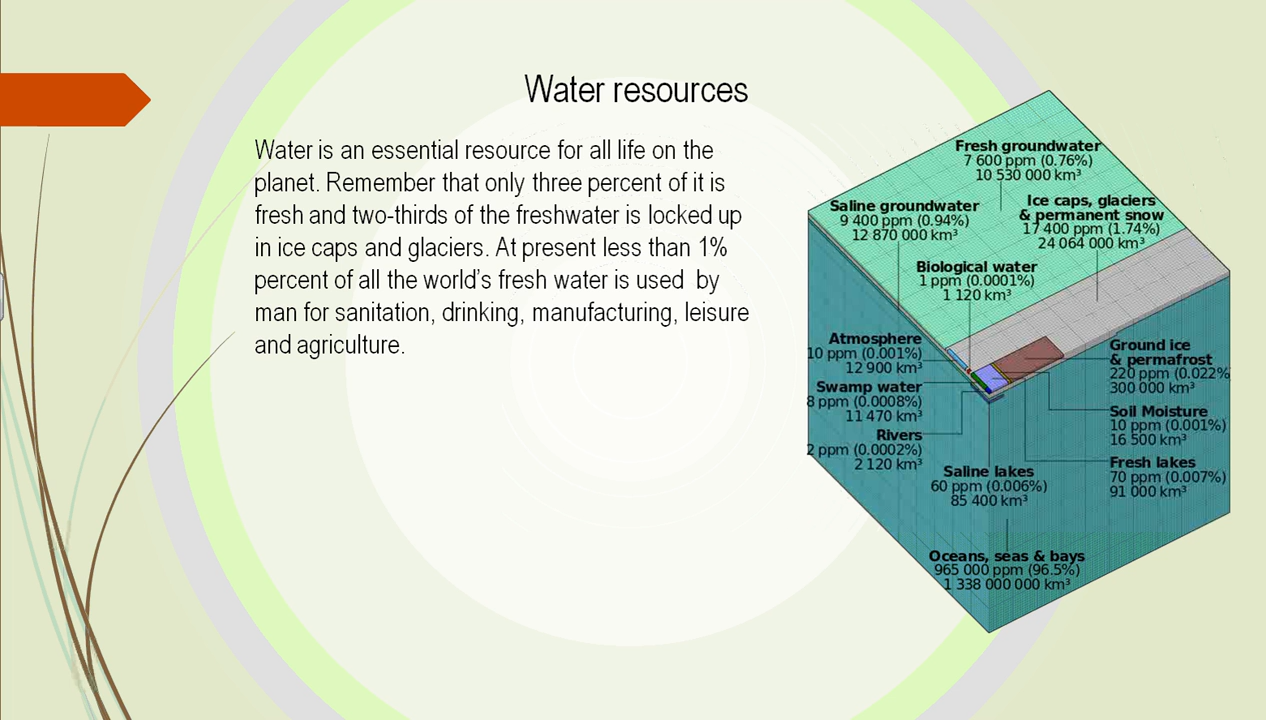 Water resources
Water is an essential resource for all life on the
planet. Remember that only three percent of it is
fresh and two-thirds of the freshwater is locked up
in ice caps and glaciers. At present less than 1%
percent of all the world's fresh water is used  by
man for sanitation, drinking, manufacturing, leisure
and agriculture.
Fresh groundwater
7 600 ppm (0.76%)
10 530 000 km³
Saline groundwater
9 400 ppm (0.94%)
12 870 000 km³
Ice caps, glaciers
& permanent snow
17 400 ppm (1.74%)
24 064 000 km³
Biological water
1 ppm (0.0001%)
1 120 km³
Atmosphere
10 ppm (0.001%)
12 900 km³
Swamp water
8 ppm (0.0008%)
11 470 km³
Rivers
2 ppm (0.0002%)
2 120 km³
Ground ice
& permafrost
220 ppm (0.022%
300 000 km³
Soil Moisture
10 ppm (0.001%)
16 500 km³
Fresh lakes
70 ppm (0.007%)
91 000 km³
Saline lakes
60 ppm (0.006%)
85 400 km³
Oceans, seas & bays
965 000 ppm (96.5%)
1 338 000 000 km³